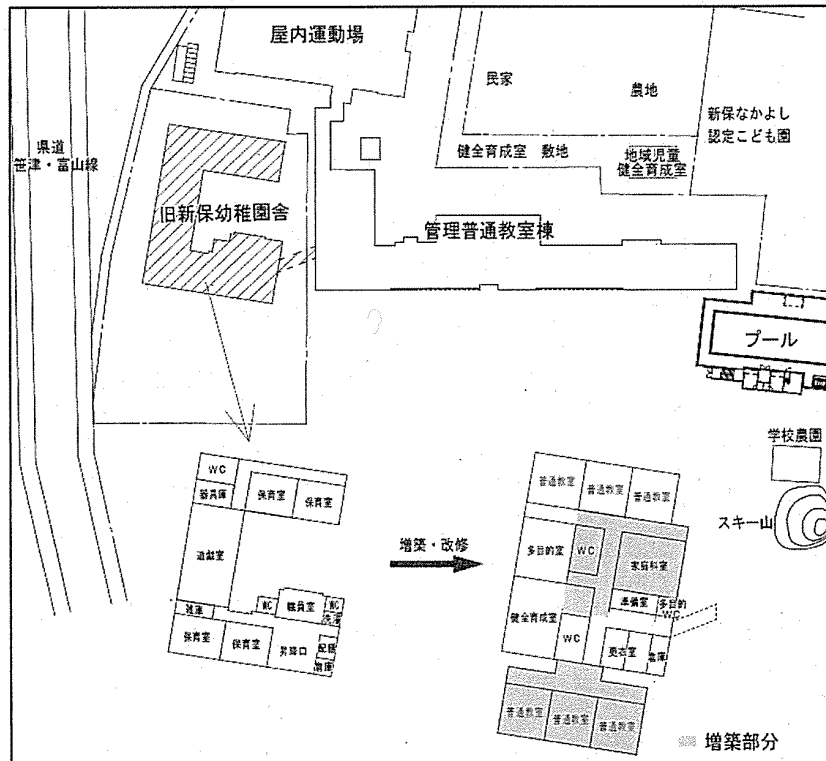 屋内運動場
民家
農地
新保なかよし
認定こども園
県道
笹津・富山線
健全育成室 敷地
地域児童
健全育成室
旧新保幼稚園舎
管理普通教室棟
プール
学校農園
スキー山
WC
器具庫
保育室
保育室
遊戯室
WC
職員室
WC
洗濯
保育室
保育室
昇降口
配膳
倉庫
増築・改修
普通教室
普通教室
普通教室
多目的室
WC
家庭科室
準備室
多目的
WC
健全育成室
WC
更衣室
倉庫
普通教室
普通教室
普通教室
増築部分